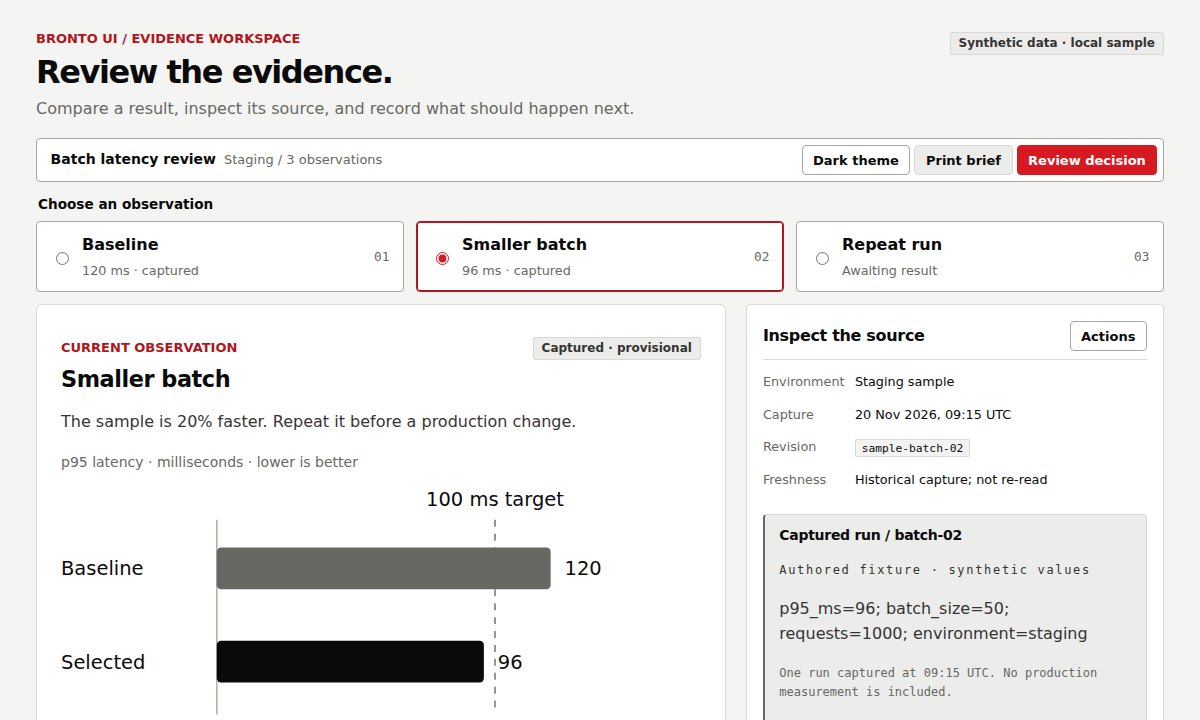 BRONTO UI / EVIDENCE WORKSPACE
Synthetic data · local sample
Review the evidence.
Compare a result, inspect its source, and record what should happen next.
Batch latency review Staging / 3 observations
Dark theme
Print brief
Review decision
Choose an observation
Baseline
120 ms · captured
01
Smaller batch
96 ms · captured
02
Repeat run
Awaiting result
03
CURRENT OBSERVATION
Captured · provisional
Smaller batch
The sample is 20% faster. Repeat it before a production change.
p95 latency · milliseconds · lower is better
100 ms target
Baseline
120
Selected
96
Inspect the source
Actions
Environment Staging sample
Capture 20 Nov 2026, 09:15 UTC
Revision sample-batch-02
Freshness Historical capture; not re-read
Captured run / batch-02
Authored fixture · synthetic values
p95_ms=96; batch_size=50;
requests=1000; environment=staging
One run captured at 09:15 UTC. No production
measurement is included.